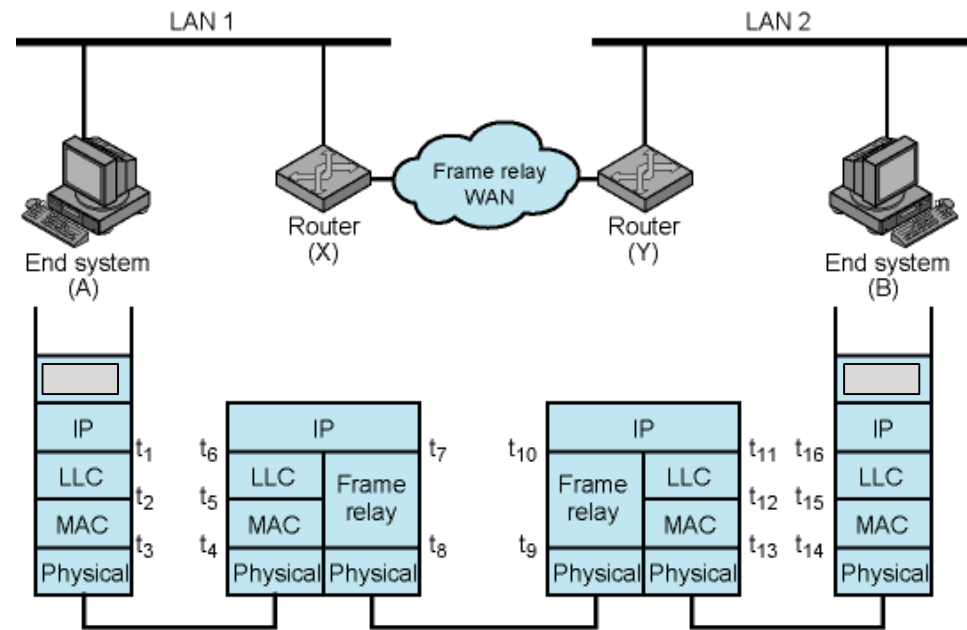 LAN 1
LAN 2
Frame relay
WAN
Router
(X)
Router
(Y)
End system
(A)
End system
(B)
IP
LLC
MAC
Physical
t1
t2
t3
t6
t5
t4
IP
LLC
MAC
Physical
Frame
relay
Physical
t7
t8
t10
t9
IP
Frame
relay
Physical
LLC
MAC
Physical
t11
t12
t13
t16
t15
t14
IP
LLC
MAC
Physical